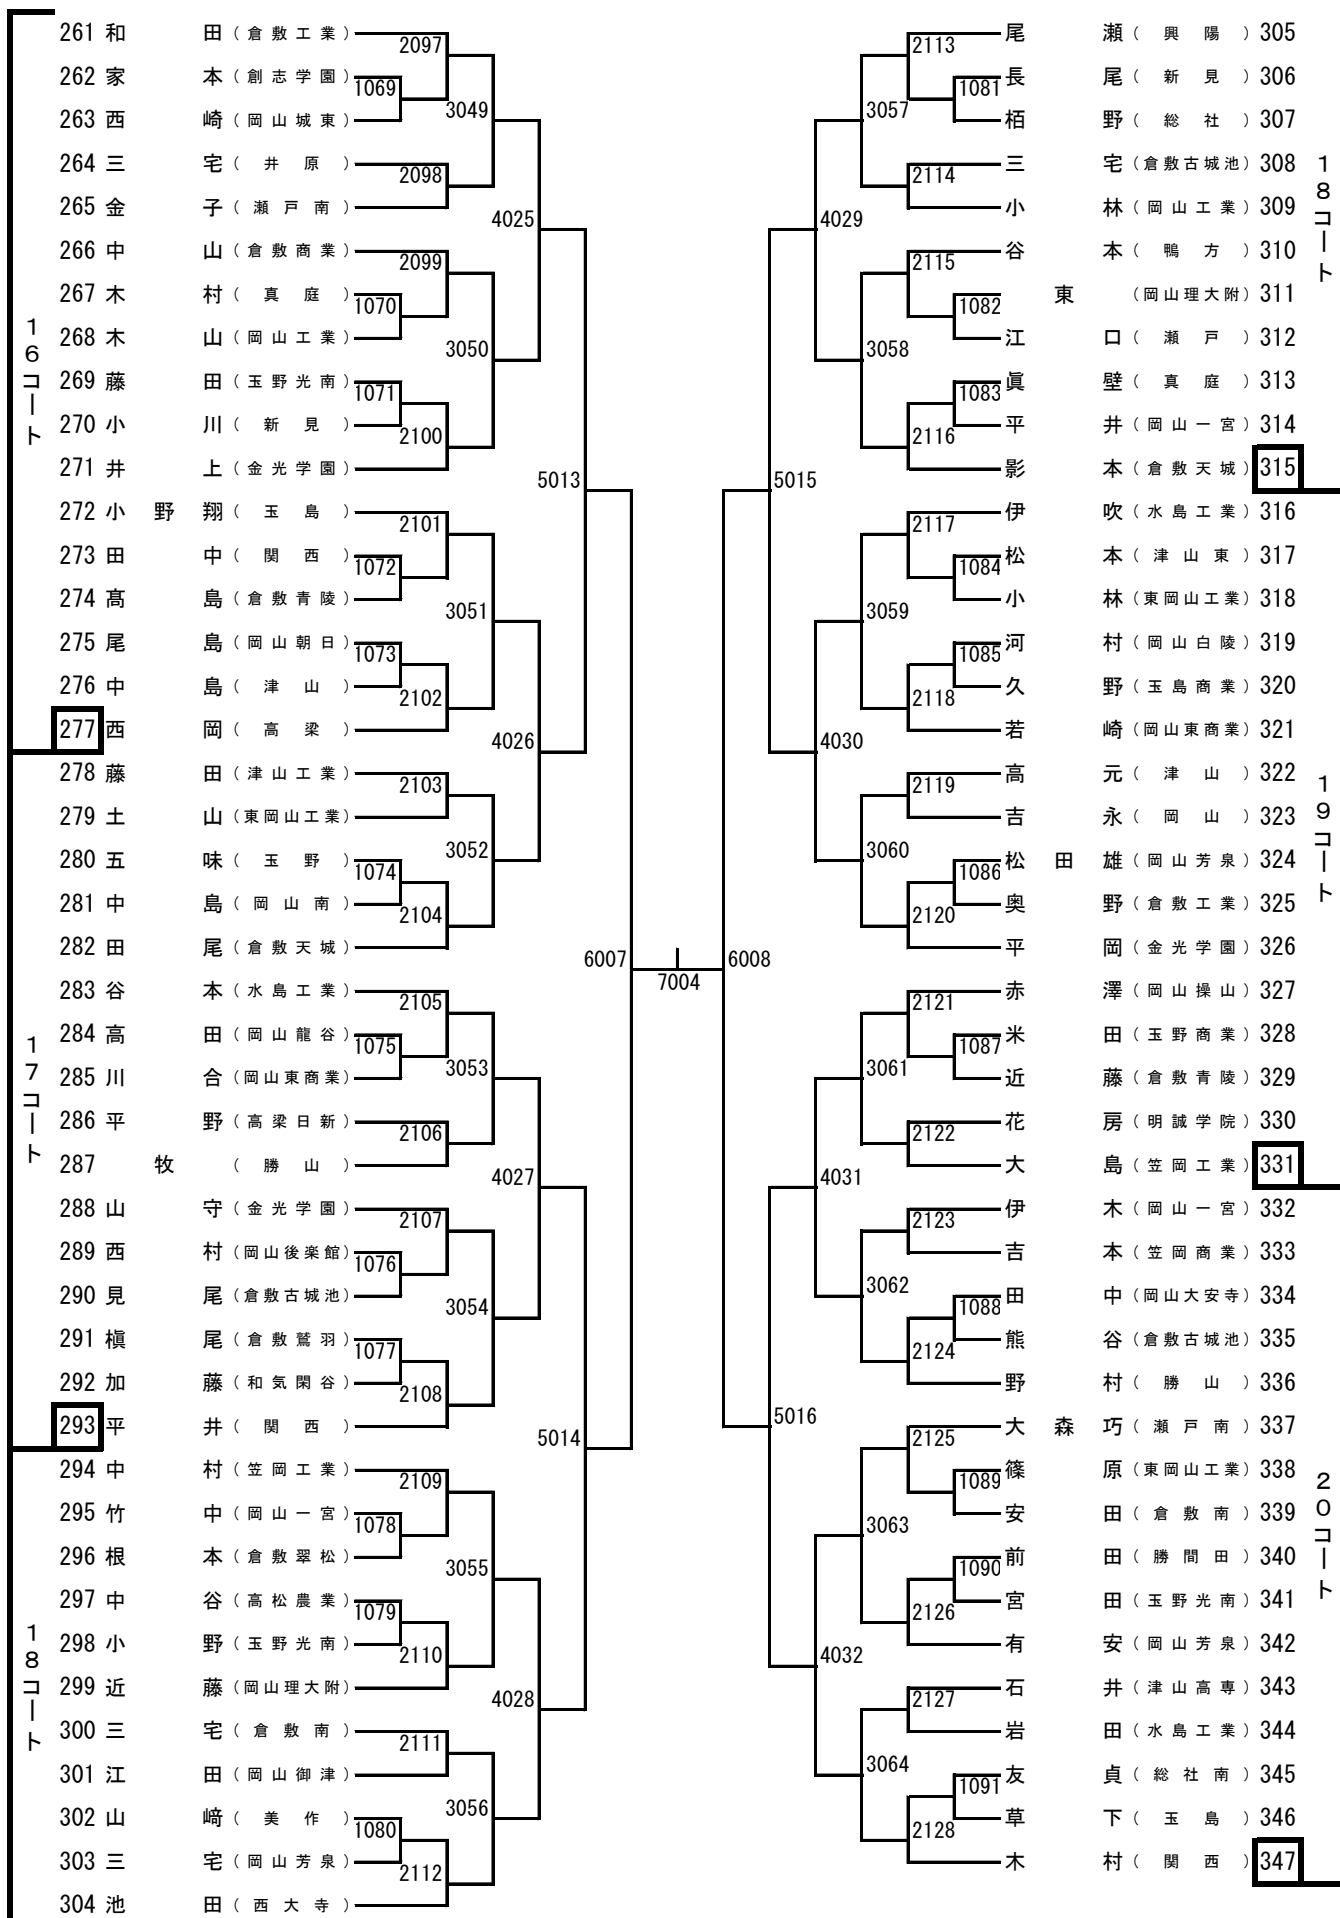 16コート
261 和田 (倉敷工業)
262 家本 (創志学園)
263 西崎 (岡山城東)
264 三宅 (井原)
265 金子 (瀬戸南)
266 中山 (倉敷商業)
267 木村 (真庭)
268 木山 (岡山工業)
269 藤田 (玉野光南)
270 小川 (新見)
271 井上 (金光学園)
272 小野翔 (玉島)
273 田中 (関西)
274 髙島 (倉敷青陵)
275 尾島 (岡山朝日)
276 中島 (津山)
277 西岡 (高梁)
17コート
278 藤田 (津山工業)
279 土山 (東岡山工業)
280 五味 (玉野)
281 中島 (岡山南)
282 田尾 (倉敷天城)
283 谷本 (水島工業)
284 高田 (岡山龍谷)
285 川合 (岡山東商業)
286 平野 (高梁日新)
287 牧 (勝山)
288 山守 (金光学園)
289 西村 (岡山後楽館)
290 見尾 (倉敷古城池)
291 槇尾 (倉敷鷲羽)
292 加藤 (和気閑谷)
293 平井 (関西)
18コート
294 中村 (笠岡工業)
295 竹中 (岡山一宮)
296 根本 (倉敷翠松)
297 中谷 (高松農業)
298 小野 (玉野光南)
299 近藤 (岡山理大附)
300 三宅 (倉敷南)
301 江田 (岡山御津)
302 山﨑 (美作)
303 三宅 (岡山芳泉)
304 池田 (西大寺)
2097
1069
3049
2098
4025
2099
1070
3050
1071
2100
5013
2101
1072
3051
1073
2102
4026
2103
3052
1074
2104
6007
2105
1075
3053
2106
4027
2107
1076
3054
1077
2108
5014
2109
1078
3055
1079
2110
4028
2111
3056
1080
2112
7004
2113
1081
3057
2114
4029
2115
1082
3058
1083
2116
5015
2117
1084
3059
1085
2118
4030
2119
3060
1086
2120
6008
2121
1087
3061
2122
4031
2123
3062
1088
2124
5016
2125
1089
3063
1090
2126
4032
2127
3064
1091
2128
尾瀬 (興陽) 305
長尾 (新見) 306
栢野 (総社) 307
三宅 (倉敷古城池) 308
小林 (岡山工業) 309
谷本 (鴨方) 310
東 (岡山理大附) 311
江口 (瀬戸) 312
眞壁 (真庭) 313
平井 (岡山一宮) 314
影本 (倉敷天城) 315
18コート
伊吹 (水島工業) 316
松本 (津山東) 317
小林 (東岡山工業) 318
河村 (岡山白陵) 319
久野 (玉島商業) 320
若崎 (岡山東商業) 321
高元 (津山) 322
吉永 (岡山) 323
松田雄 (岡山芳泉) 324
奥野 (倉敷工業) 325
平岡 (金光学園) 326
赤澤 (岡山操山) 327
米田 (玉野商業) 328
近藤 (倉敷青陵) 329
花房 (明誠学院) 330
大島 (笠岡工業) 331
19コート
伊木 (岡山一宮) 332
吉本 (笠岡商業) 333
田中 (岡山大安寺) 334
熊谷 (倉敷古城池) 335
野村 (勝山) 336
大森巧 (瀬戸南) 337
篠原 (東岡山工業) 338
安田 (倉敷南) 339
前田 (勝間田) 340
宮田 (玉野光南) 341
有安 (岡山芳泉) 342
石井 (津山高専) 343
岩田 (水島工業) 344
友貞 (総社南) 345
草下 (玉島) 346
木村 (関西) 347
20コート